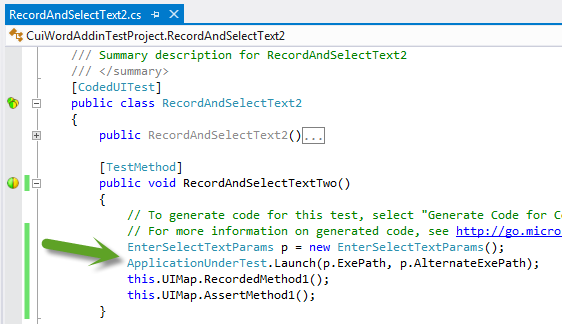 RecordAndSelectText2.cs
CuiWordAddinTestProject.RecordAndSelectText2
/// Summary description for RecordAndSelectText2
/// </summary>
[CodedUITest]
public class RecordAndSelectText2
{
public RecordAndSelectText2()...
[TestMethod]
public void RecordAndSelectTextTwo()
{
// To generate code for this test, select "Generate Code for Co
// For more information on generated code, see http://go.micro
EnterSelectTextParams p = new EnterSelectTextParams();
ApplicationUnderTest.Launch(p.ExePath, p.AlternateExePath);
this.UIMap.RecordedMethod1();
this.UIMap.AssertMethod1();
}